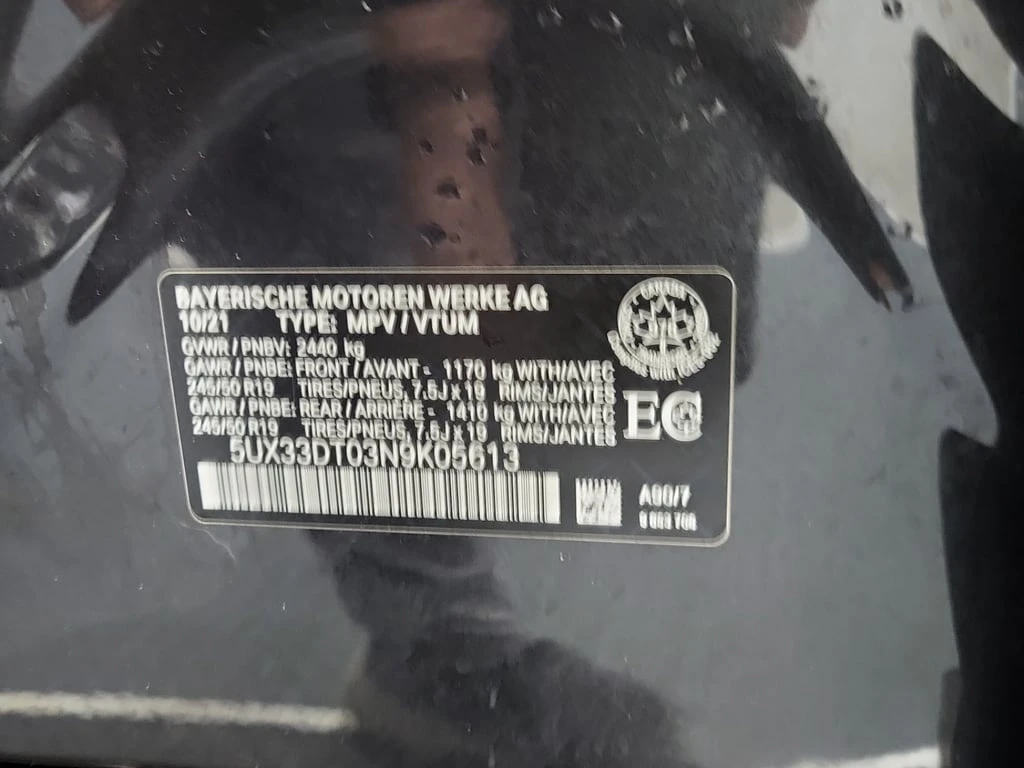 BAYERISCHE MOTOREN WERKE AG
10/21 TYPE: MPV/VTUM
GVWR/PNBV: 2440 kg
GAWR/PNBE: FRONT/AVANT- 1170 kg WITH/AVEC
245/50 R19 TIRES/PNEUS, 7.5J x 19 RIMS/JANTES
GAWR/PNBE: REAR/ARRIÈRE- 1410 kg WITH/AVEC
245/50 R19 TIRES/PNEUS, 7.5J x 19 RIMS/JANTES
5UX33DT03N9K05613
CANADA
EC
A90/7